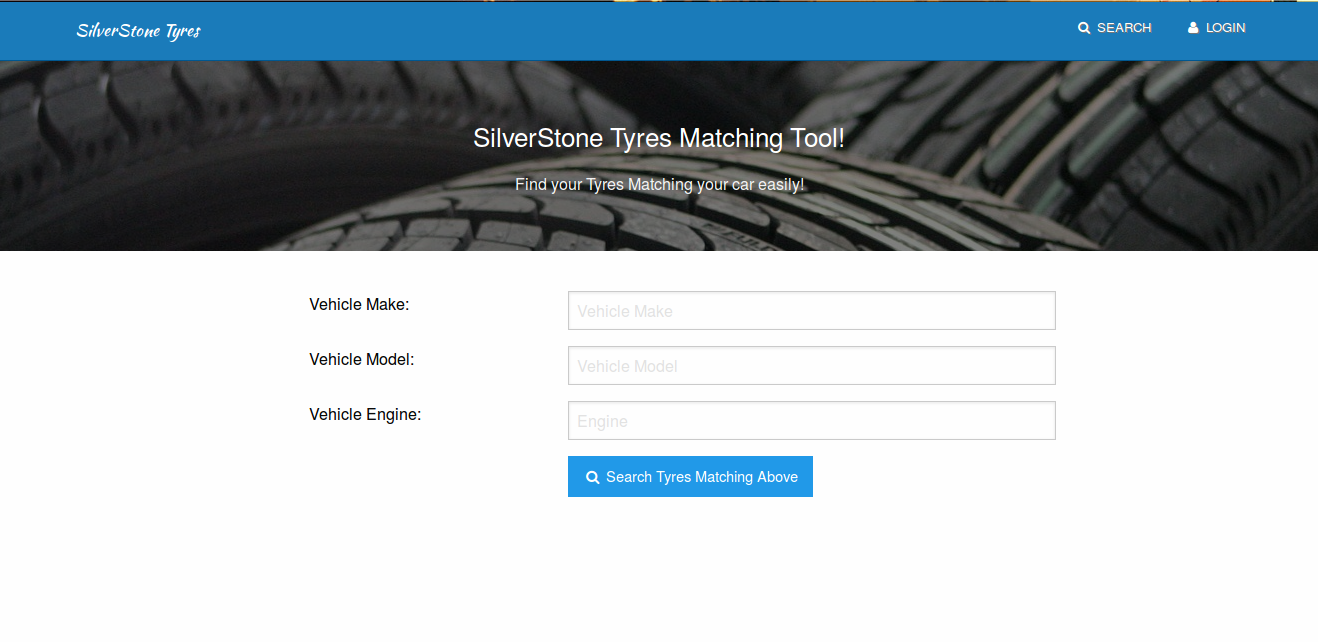 SilverStone Tyres
SEARCH
LOGIN
SilverStone Tyres Matching Tool!
Find your Tyres Matching your car easily!
Vehicle Make:
Vehicle Make
Vehicle Model:
Vehicle Model
Vehicle Engine:
Engine
Search Tyres Matching Above